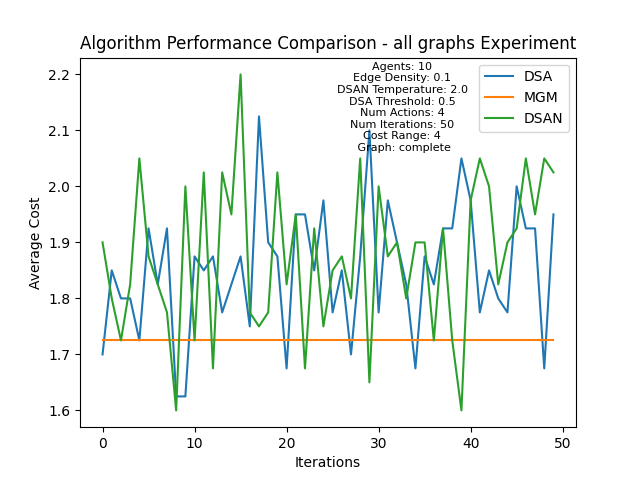 Algorithm Performance Comparison - all graphs Experiment
Agents: 10
Edge Density: 0.1
DSAN Temperature: 2.0
DSA Threshold: 0.5
Num Actions: 4
Num Iterations: 50
Cost Range: 4
Graph: complete
DSA
MGM
DSAN
Average Cost
2.2
2.1
2.0
1.9
1.8
1.7
1.6
0
10
20
30
40
50
Iterations